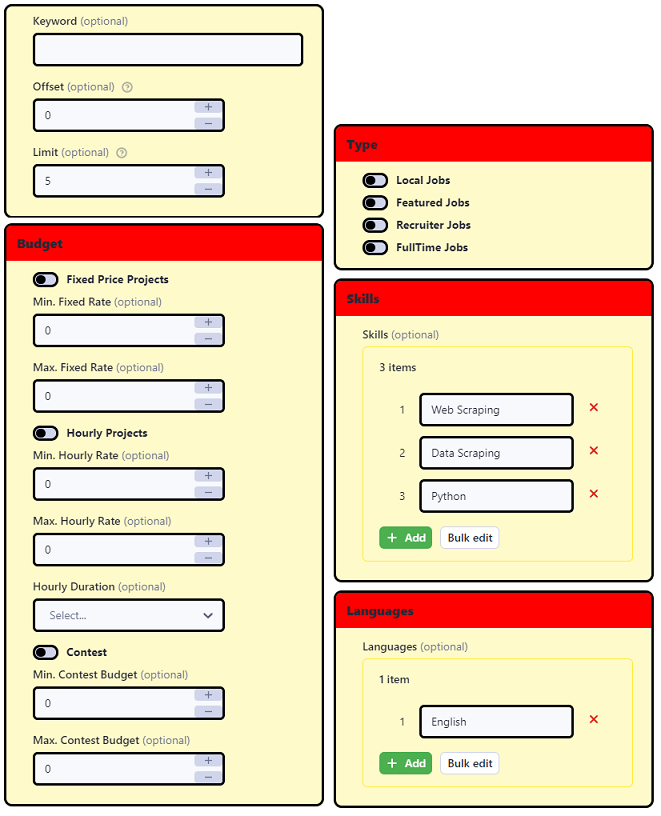 Keyword (optional)
Offset (optional) ?
0
+
−
Limit (optional) ?
5
+
−
Budget
Fixed Price Projects
Min. Fixed Rate (optional)
0
+
−
Max. Fixed Rate (optional)
0
+
−
Hourly Projects
Min. Hourly Rate (optional)
0
+
−
Max. Hourly Rate (optional)
0
+
−
Hourly Duration (optional)
Select...
Contest
Min. Contest Budget (optional)
0
+
−
Max. Contest Budget (optional)
0
+
−
Type
Local Jobs
Featured Jobs
Recruiter Jobs
FullTime Jobs
Skills
Skills (optional)
3 items
1 Web Scraping ×
2 Data Scraping ×
3 Python ×
+ Add Bulk edit
Languages
Languages (optional)
1 item
1 English ×
+ Add Bulk edit